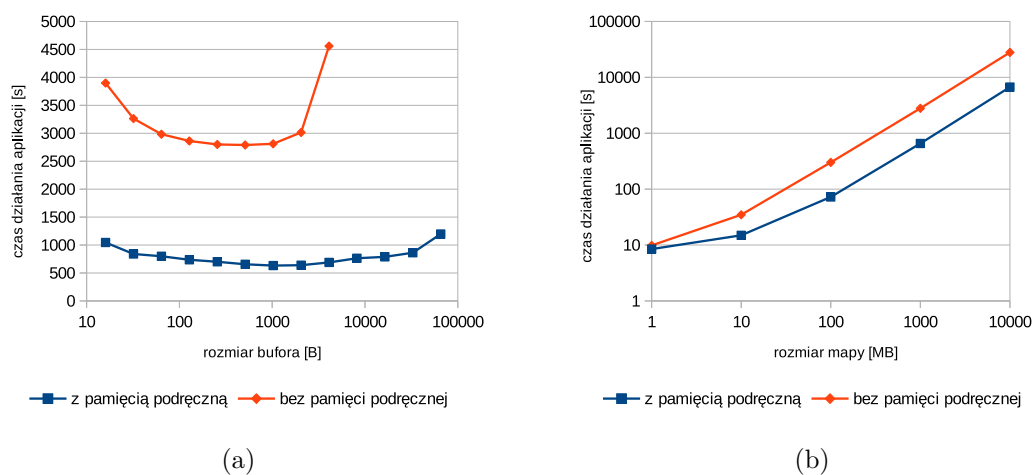 5000
4500
4000
3500
3000
2500
2000
1500
1000
500
0
10 100 1000 10000 100000
czas działania aplikacji [s]
rozmiar bufora [B]
z pamięcią podręczną bez pamięci podręcznej
(a)
100000
10000
1000
100
10
1
1 10 100 1000 10000
czas działania aplikacji [s]
rozmiar mapy [MB]
z pamięcią podręczną bez pamięci podręcznej
(b)